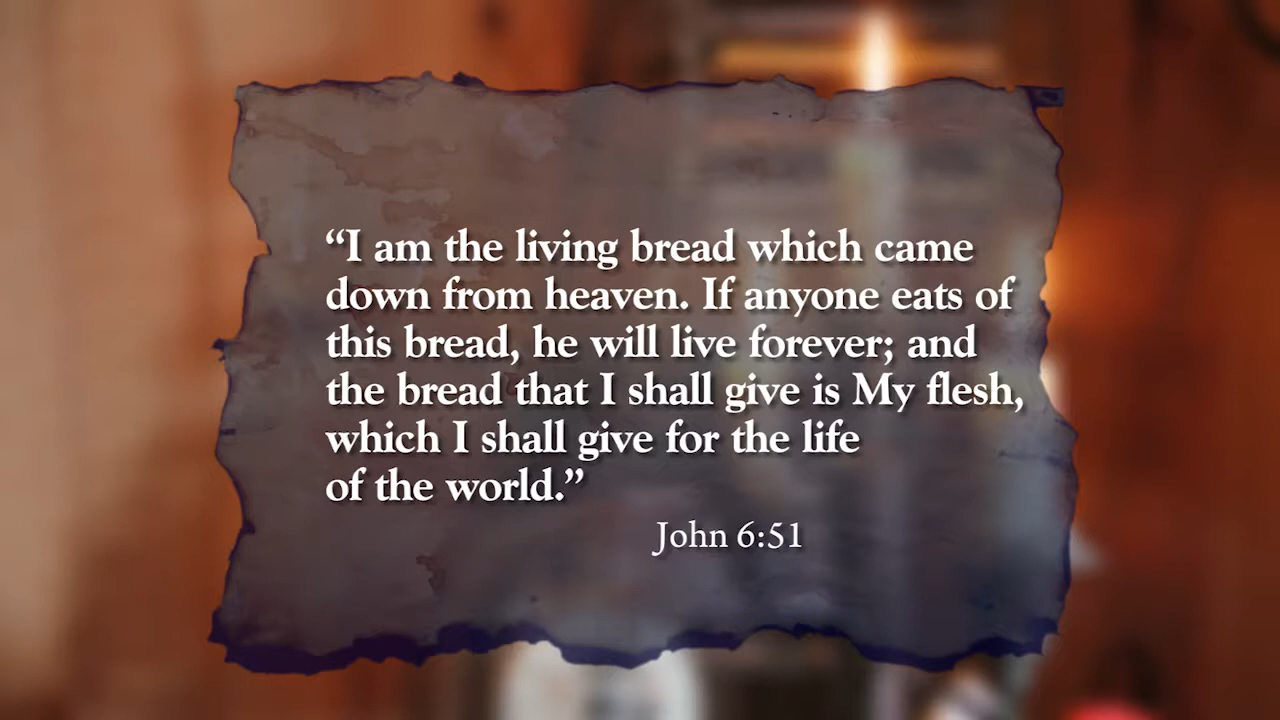 “I am the living bread which came
down from heaven. If anyone eats of
this bread, he will live forever; and
the bread that I shall give is My flesh,
which I shall give for the life
of the world.”
John 6:51